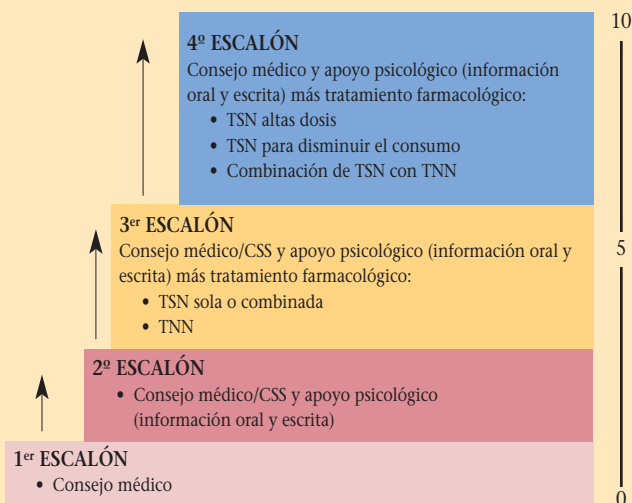 10
4º ESCALÓN
Consejo médico y apoyo psicológico (información
oral y escrita) más tratamiento farmacológico:
• TSN altas dosis
• TSN para disminuir el consumo
• Combinación de TSN con TNN
3er ESCALÓN
Consejo médico/CSS y apoyo psicológico (información oral y
escrita) más tratamiento farmacológico:
• TSN sola o combinada
• TNN
5
2º ESCALÓN
• Consejo médico/CSS y apoyo psicológico
(información oral y escrita)
1er ESCALÓN
• Consejo médico
0